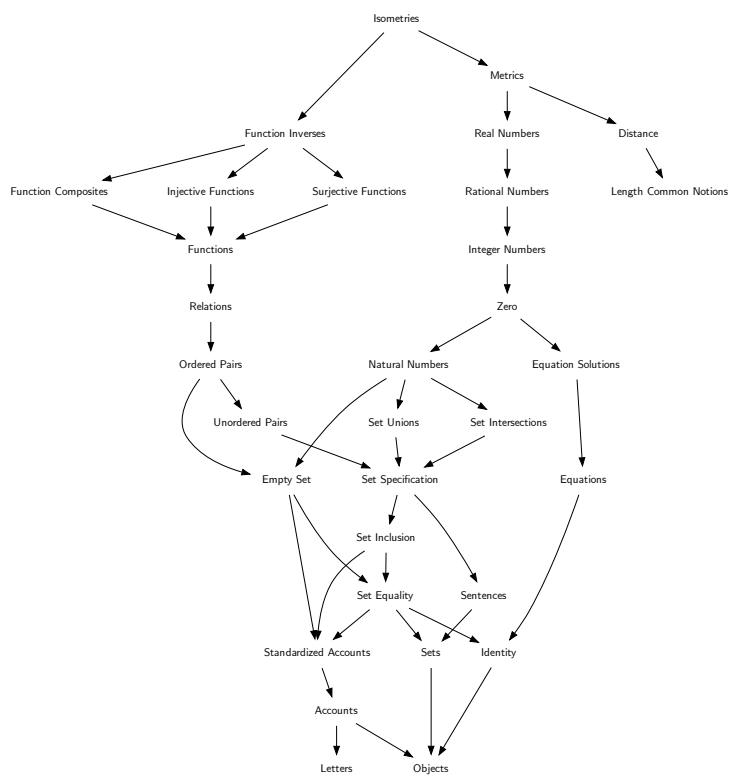 Isometries
Metrics
Function Inverses
Real Numbers
Distance
Function Composites
Injective Functions
Surjective Functions
Rational Numbers
Length Common Notions
Functions
Integer Numbers
Relations
Zero
Ordered Pairs
Natural Numbers
Equation Solutions
Unordered Pairs
Set Unions
Set Intersections
Empty Set
Set Specification
Equations
Set Inclusion
Set Equality
Sentences
Standardized Accounts
Sets
Identity
Accounts
Letters
Objects